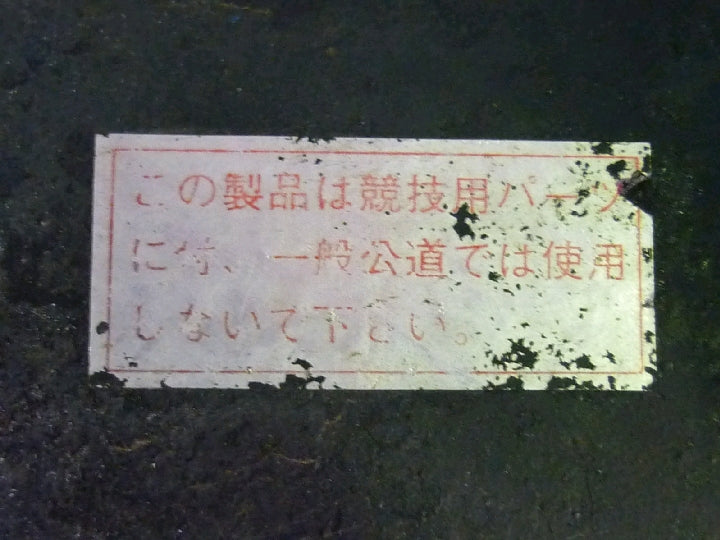 この製品は競技用パーツ
に付、一般公道では使用
しないで下さい。